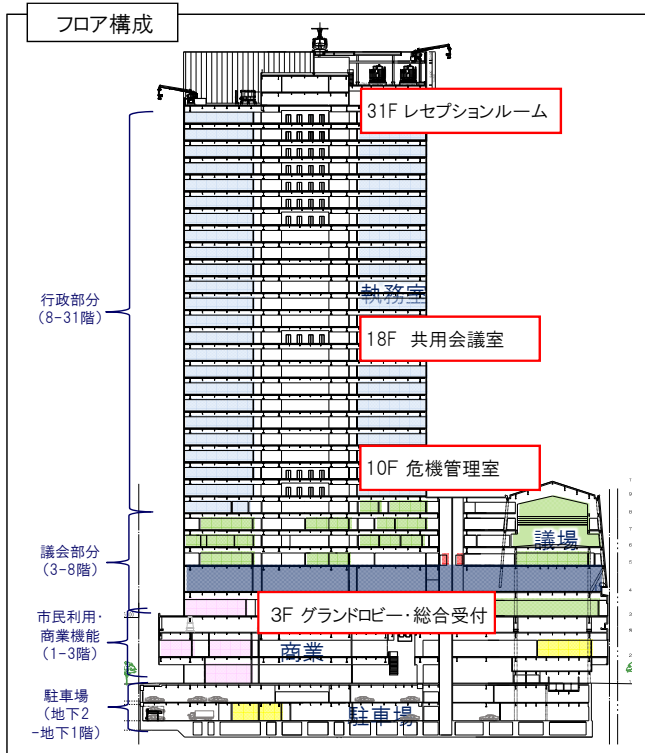 フロア構成
31F レセプションルーム
行政部分
(8-31階)
執務室
18F 共用会議室
10F 危機管理室
議場
議会部分
(3-8階)
3F グランドロビー・総合受付
市民利用・
商業機能
(1-3階)
商業
駐車場
(地下2
-地下1階)
駐車場